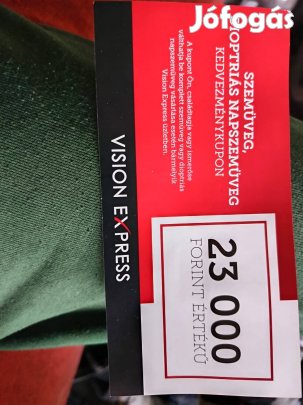 Jófogás
SZEMÜVEG,
DIOPTRIÁS NAPSZEMÜVEG
KEDVEZMÉNYKUPON
A kupont Ön, családtagja vagy ismerőse
válthatja be komplett szemüveg vagy dioptriás
napszemüveg vásárlása esetén bármelyik
Vision Express üzletben.
VISION EXPRESS
23 000
FORINT ÉRTÉKŰ